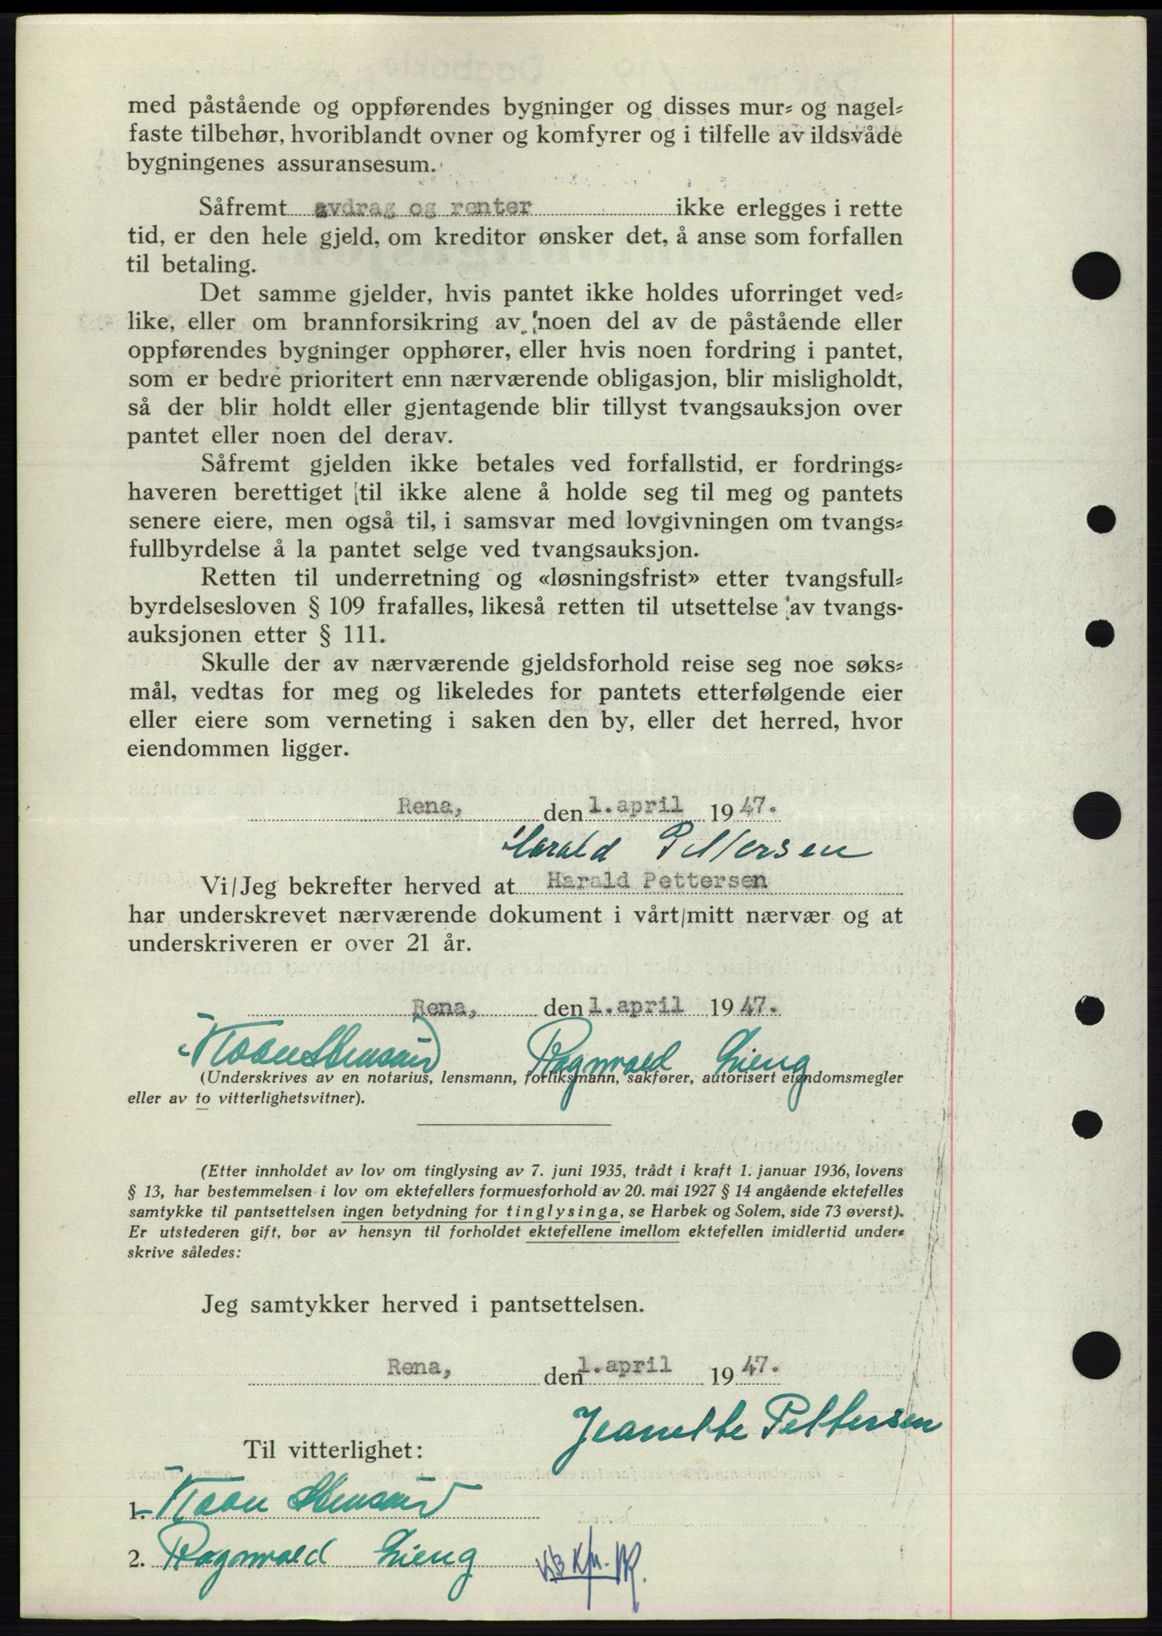 med påstående og oppførendes bygninger og disses mur= og nagel=
faste tilbehør, hvoriblandt ovner og komfyrer og i tilfelle av ildsvåde
bygningenes assuransesum.
Såfremt avdrag og renter ikke erlegges i rette
tid, er den hele gjeld, om kreditor ønsker det, å anse som forfallen
til betaling.
Det samme gjelder, hvis pantet ikke holdes uforringet ved=
like, eller om brannforsikring av noen del av de påstående eller
oppførendes bygninger opphører, eller hvis noen fordring i pantet,
som er bedre prioritert enn nærværende obligasjon, blir misligholdt,
så der blir holdt eller gjentagende blir tillyst tvangsauksjon over
pantet eller noen del derav.
Såfremt gjelden ikke betales ved forfallstid, er fordrings=
haveren berettiget til ikke alene å holde seg til meg og pantets
senere eiere, men også til, i samsvar med lovgivningen om tvangs=
fullbyrdelse å la pantet selge ved tvangsauksjon.
Retten til underretning og «løsningsfrist» etter tvangsfull=
byrdelsesloven § 109 frafalles, likeså retten til utsettelse av tvangs-
auksjonen etter § 111.
Skulle der av nærværende gjeldsforhold reise seg noe søks=
mål, vedtas for meg og likeledes for pantets etterfølgende eier
eller eiere som verneting i saken den by, eller det herred, hvor
eiendommen ligger.
Rena, den 1. april 1947.
Harald Pettersen
Vi/Jeg bekrefter herved at Harald Pettersen
har underskrevet nærværende dokument i vårt/mitt nærvær og at
underskriveren er over 21 år.
Rena, den 1. april 1947.
Ragnvald Lieng
(Underskrives av en notarius, lensmann, forliksmann, sakfører, autorisert eiendomsmegler
eller av to vitterlighetsvitner).
(Etter innholdet av lov om tinglysing av 7. juni 1935, trådt i kraft 1. januar 1936, lovens
§ 13, har bestemmelsen i lov om ektefellers formuesforhold av 20. mai 1927 § 14 angående ektefelles
samtykke til pantsettelsen ingen betydning for tinglysinga, se Harbek og Solem, side 73 øverst).
Er utstederen gift, bør av hensyn til forholdet ektefellene imellom ektefellen imidlertid under=
skrive således:
Jeg samtykker herved i pantsettelsen.
Rena, den 1. april 1947.
Jeanette Pettersen
Til vitterlighet:
1.
2. Ragnvald Lieng